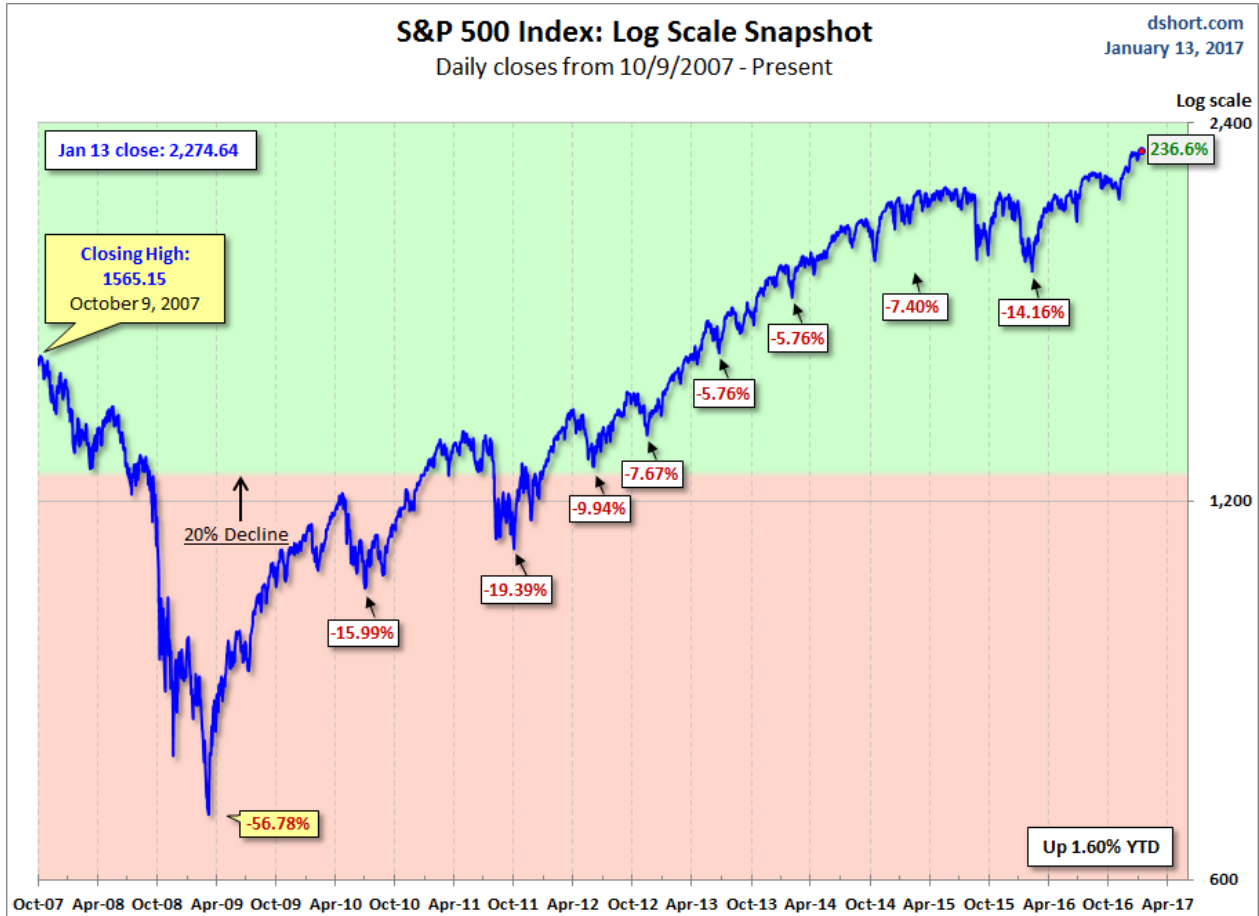 S&P 500 Index: Log Scale Snapshot
Daily closes from 10/9/2007 - Present
dshort.com
January 13, 2017
Log scale
2,400
Jan 13 close: 2,274.64
236.6%
Closing High:
1565.15
October 9, 2007
-7.40%
-14.16%
-5.76%
-5.76%
-7.67%
-9.94%
1,200
20% Decline
-19.39%
-15.99%
-56.78%
Up 1.60% YTD
600
Oct-07 Apr-08 Oct-08 Apr-09 Oct-09 Apr-10 Oct-10 Apr-11 Oct-11 Apr-12 Oct-12 Apr-13 Oct-13 Apr-14 Oct-14 Apr-15 Oct-15 Apr-16 Oct-16 Apr-17